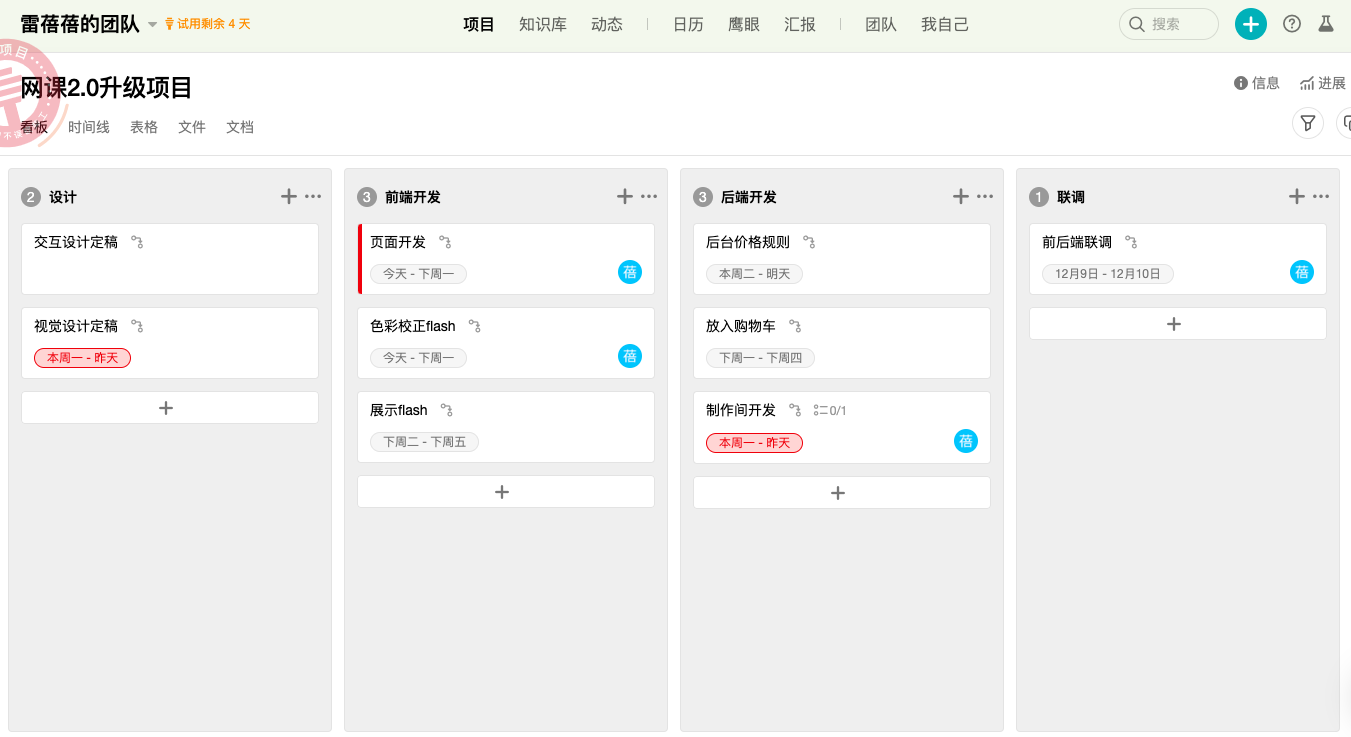 雷蓓蓓的团队 试用剩余 4 天 项目 知识库 动态 日历 鹰眼 汇报 团队 我自己 搜索
网课2.0升级项目
信息 进展
看板 时间线 表格 文件 文档
2 设计
交互设计定稿
视觉设计定稿
本周一 - 昨天
3 前端开发
页面开发
今天 - 下周一 蓓
色彩校正flash
今天 - 下周一 蓓
展示flash
下周二 - 下周五
3 后端开发
后台价格规则
本周二 - 明天
放入购物车
下周一 - 下周四
制作间开发 0/1
本周一 - 昨天 蓓
1 联调
前后端联调
12月9日 - 12月10日 蓓